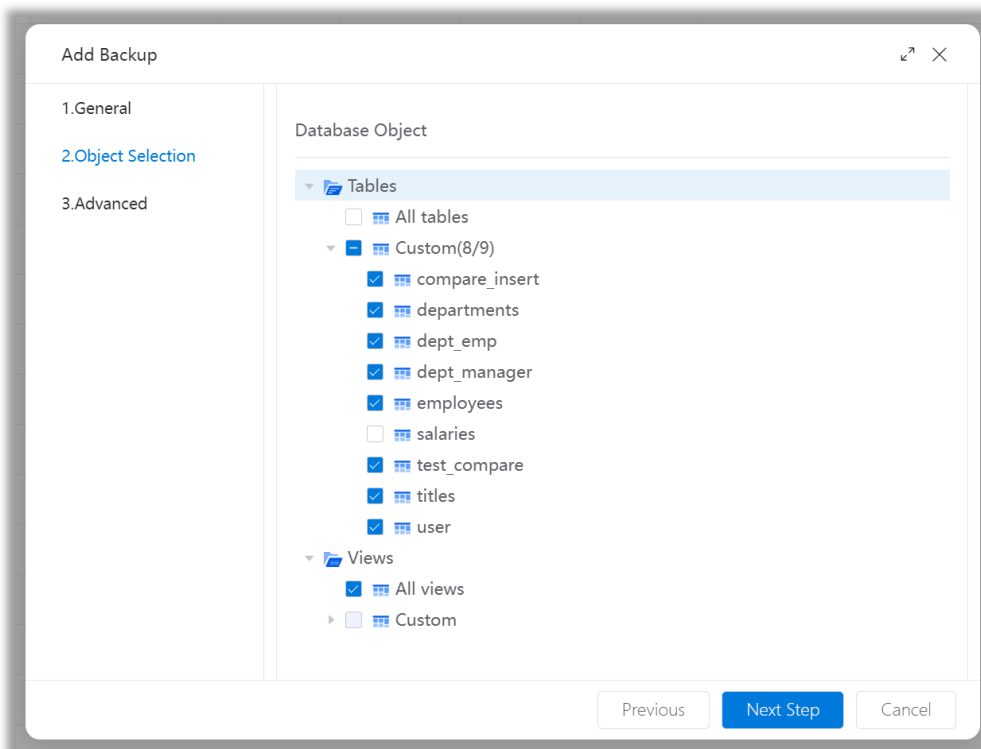 Add Backup
1.General
2.Object Selection
3.Advanced
Database Object
Tables
All tables
Custom(8/9)
compare_insert
departments
dept_emp
dept_manager
employees
salaries
test_compare
titles
user
Views
All views
Custom
Previous
Next Step
Cancel